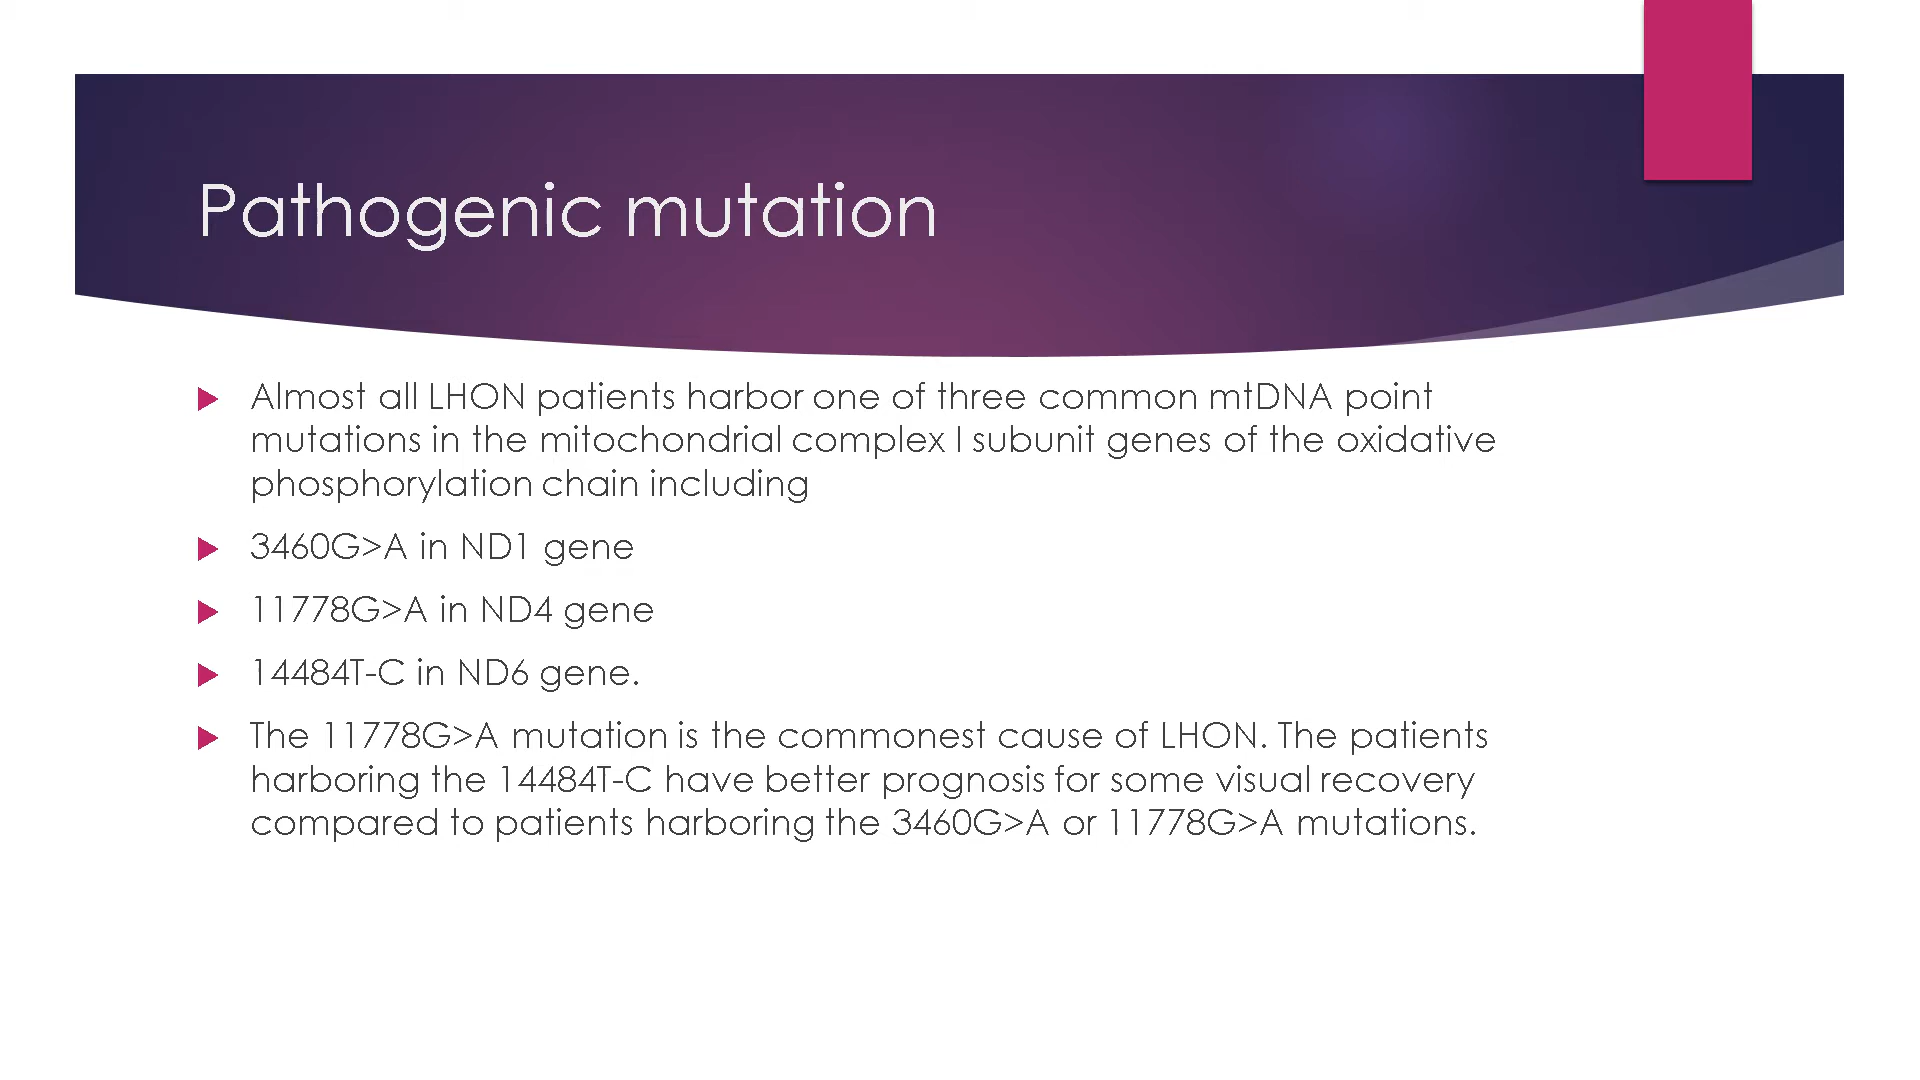 Pathogenic mutation
Almost all LHON patients harbor one of three common mtDNA point
mutations in the mitochondrial complex I subunit genes of the oxidative
phosphorylation chain including
3460G>A in ND1 gene
11778G>A in ND4 gene
14484T-C in ND6 gene.
The 11778G>A mutation is the commonest cause of LHON. The patients
harboring the 14484T-C have better prognosis for some visual recovery
compared to patients harboring the 3460G>A or 11778G>A mutations.